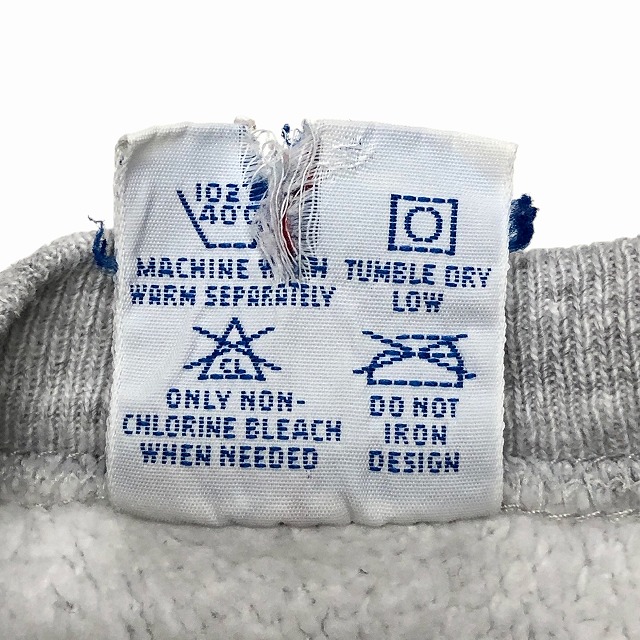 102°
40°C
MACHINE
WARM SEPARATELY
TUMBLE DRY
LOW
CL
ONLY NON-
CHLORINE BLEACH
WHEN NEEDED
DO NOT
IRON
DESIGN